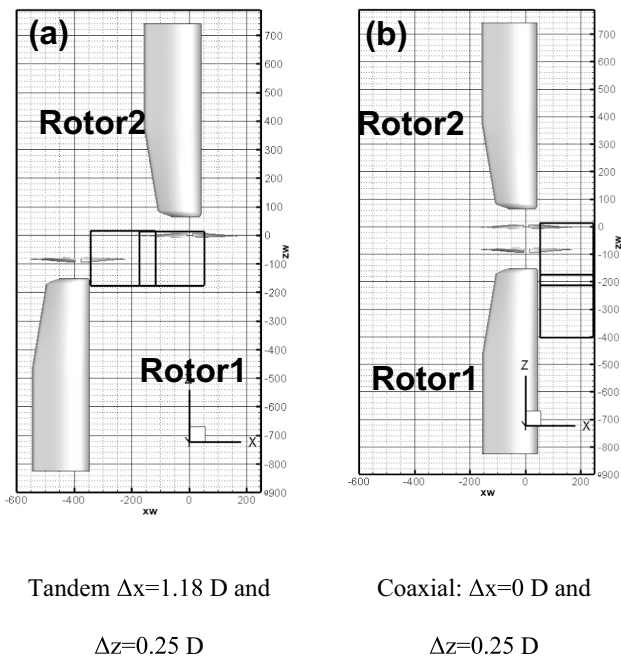 (a)
Rotor2
Rotor1
700
600
500
400
300
200
100
0
-100
-200
-300
-400
-500
-600
-700
-800
-900
zw
-600
-400
-200
0
200
xw
Z
X
(b)
Rotor2
Rotor1
700
600
500
400
300
200
100
0
-100
-200
-300
-400
-500
-600
-700
-800
-900
zw
-600
-400
-200
0
200
xw
Z
Y
X
Tandem Δx=1.18 D and
Δz=0.25 D
Coaxial: Δx=0 D and
Δz=0.25 D